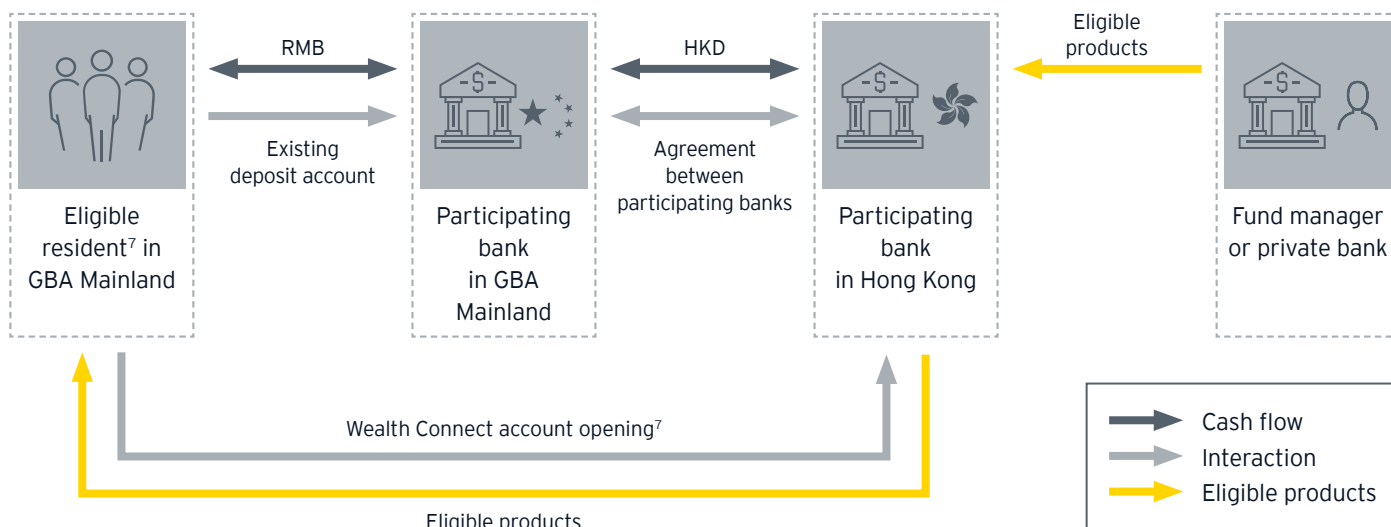 RMB
HKD
Eligible
products
-$-
-$-
-$-
Existing
deposit account
Agreement
between
participating banks
Eligible
resident⁷ in
GBA Mainland
Participating
bank
in GBA
Mainland
Participating
bank
in Hong Kong
Fund manager
or private bank
Wealth Connect account opening⁷
Eligible products
Cash flow
Interaction
Eligible products